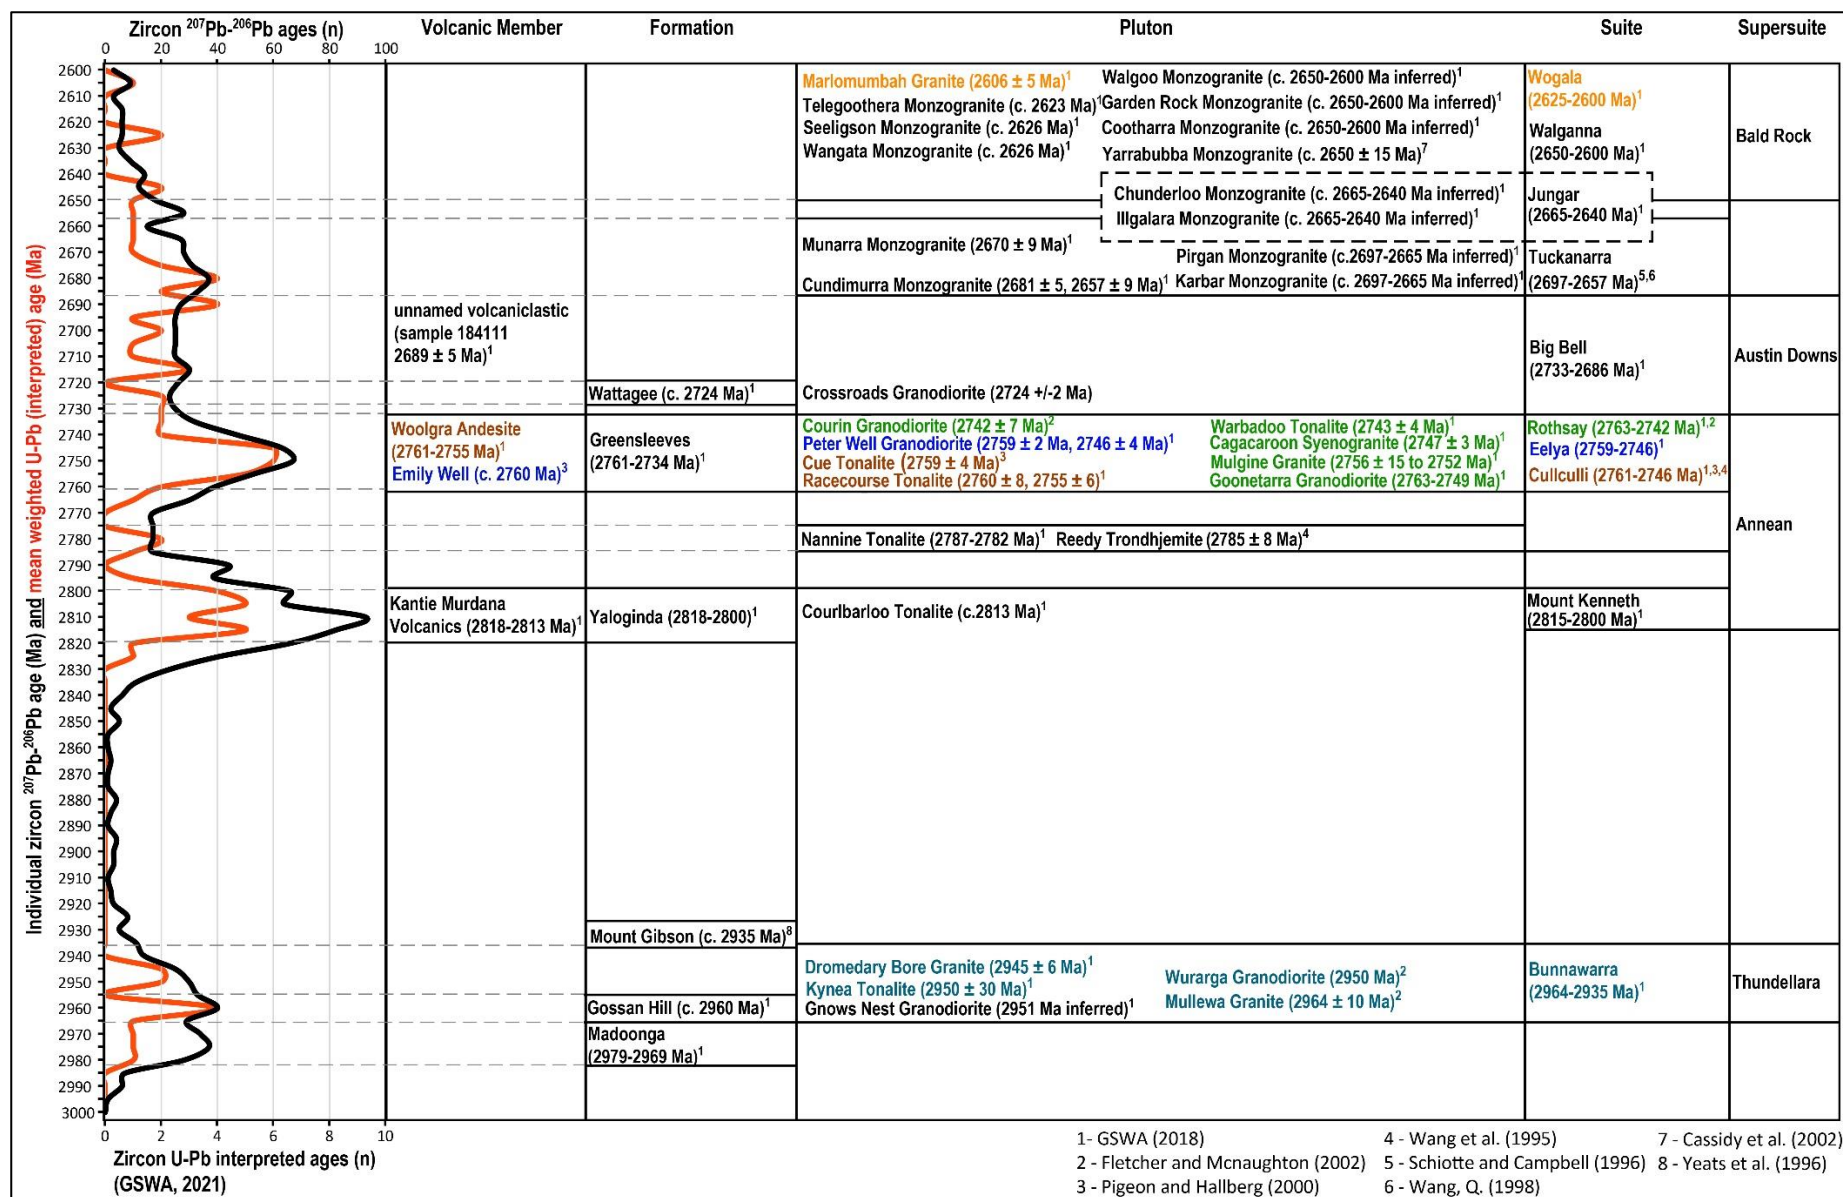 Zircon ²⁰⁷Pb-²⁰⁶Pb ages (n)
0 20 40 60 80 100
Volcanic Member
Formation
Pluton
Suite
Supersuite
Individual zircon ²⁰⁷Pb-²⁰⁶Pb age (Ma) and mean weighted U-Pb (interpreted) age (Ma)
2600
2610
2620
2630
2640
2650
2660
2670
2680
2690
2700
2710
2720
2730
2740
2750
2760
2770
2780
2790
2800
2810
2820
2830
2840
2850
2860
2870
2880
2890
2900
2910
2920
2930
2940
2950
2960
2970
2980
2990
3000
0 2 4 6 8 10
Zircon U-Pb interpreted ages (n)
(GSWA, 2021)
unnamed volcaniclastic
(sample 184111
2689 ± 5 Ma)¹
Woolgra Andesite
(2761-2755 Ma)¹
Emily Well (c. 2760 Ma)³
Kantie Murdana
Volcanics (2818-2813 Ma)¹
Wattagee (c. 2724 Ma)¹
Greensleeves
(2761-2734 Ma)¹
Yaloginda (2818-2800)¹
Mount Gibson (c. 2935 Ma)⁸
Gossan Hill (c. 2960 Ma)¹
Madoonga
(2979-2969 Ma)¹
Marlomumbah Granite (2606 ± 5 Ma)¹
Telegoothera Monzogranite (c. 2623 Ma)¹
Seeligson Monzogranite (c. 2626 Ma)¹
Wangata Monzogranite (c. 2626 Ma)¹
Walgoo Monzogranite (c. 2650-2600 Ma inferred)¹
Garden Rock Monzogranite (c. 2650-2600 Ma inferred)¹
Cootharra Monzogranite (c. 2650-2600 Ma inferred)¹
Yarrabubba Monzogranite (c. 2650 ± 15 Ma)⁷
Chunderloo Monzogranite (c. 2665-2640 Ma inferred)¹
Illgalara Monzogranite (c. 2665-2640 Ma inferred)¹
Munarra Monzogranite (2670 ± 9 Ma)¹
Cundimurra Monzogranite (2681 ± 5, 2657 ± 9 Ma)¹
Pirgan Monzogranite (c.2697-2665 Ma inferred)¹
Karbar Monzogranite (c. 2697-2665 Ma inferred)¹
Crossroads Granodiorite (2724 +/-2 Ma)
Courin Granodiorite (2742 ± 7 Ma)²
Peter Well Granodiorite (2759 ± 2 Ma, 2746 ± 4 Ma)¹
Cue Tonalite (2759 ± 4 Ma)³
Racecourse Tonalite (2760 ± 8, 2755 ± 6)¹
Warbadoo Tonalite (2743 ± 4 Ma)¹
Cagacaroon Syenogranite (2747 ± 3 Ma)¹
Mulgine Granite (2756 ± 15 to 2752 Ma)¹
Goonetarra Granodiorite (2763-2749 Ma)¹
Nannine Tonalite (2787-2782 Ma)¹ Reedy Trondhjemite (2785 ± 8 Ma)⁴
Courlbarloo Tonalite (c.2813 Ma)¹
Dromedary Bore Granite (2945 ± 6 Ma)¹
Kynea Tonalite (2950 ± 30 Ma)¹
Gnows Nest Granodiorite (2951 Ma inferred)¹
Wurarga Granodiorite (2950 Ma)²
Mullewa Granite (2964 ± 10 Ma)²
Wogala
(2625-2600 Ma)¹
Walganna
(2650-2600 Ma)¹
Jungar
(2665-2640 Ma)¹
Tuckanarra
(2697-2657 Ma)⁵,⁶
Big Bell
(2733-2686 Ma)¹
Rothsay (2763-2742 Ma)¹,²
Eelya (2759-2746)¹
Cullculli (2761-2746 Ma)¹,³,⁴
Mount Kenneth
(2815-2800 Ma)¹
Bunnawarra
(2964-2935 Ma)¹
Bald Rock
Austin Downs
Annean
Thundellara
1- GSWA (2018)
2 - Fletcher and Mcnaughton (2002)
3 - Pigeon and Hallberg (2000)
4 - Wang et al. (1995)
5 - Schiotte and Campbell (1996)
6 - Wang, Q. (1998)
7 - Cassidy et al. (2002)
8 - Yeats et al. (1996)